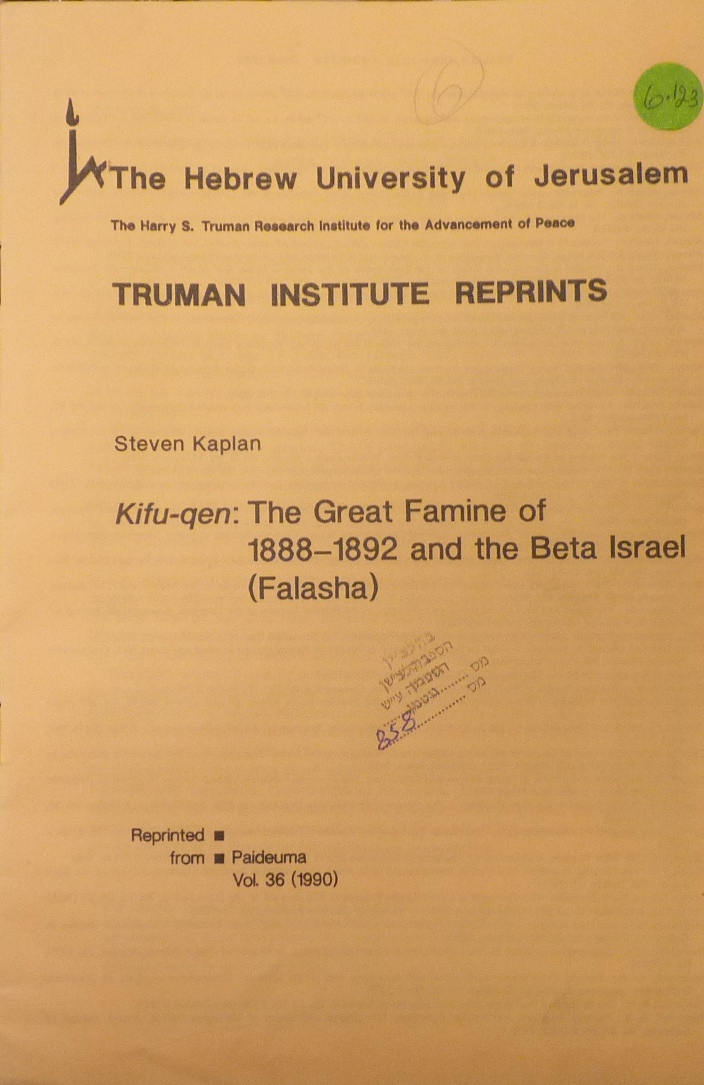 6
6.123
The Hebrew University of Jerusalem
The Harry S. Truman Research Institute for the Advancement of Peace
TRUMAN INSTITUTE REPRINTS
Steven Kaplan
Kifu-qen: The Great Famine of
1888–1892 and the Beta Israel
(Falasha)
858
Reprinted
from Paideuma
Vol. 36 (1990)